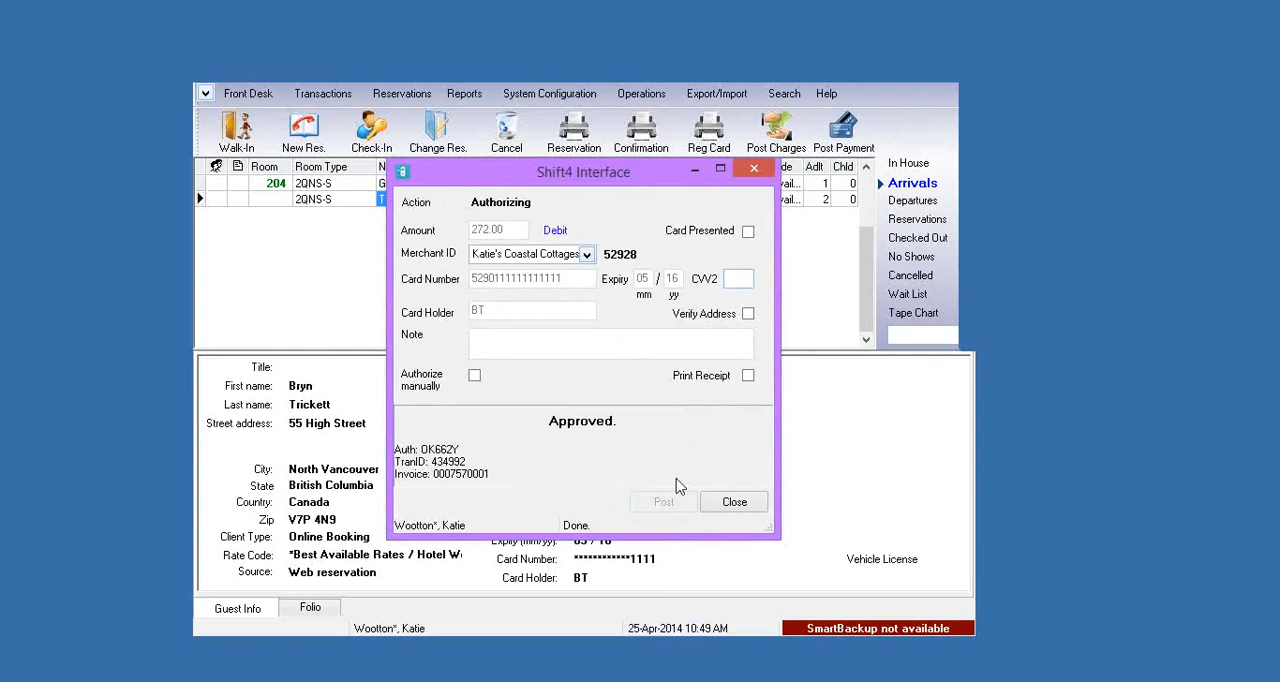 Front Desk Transactions Reservations Reports System Configuration Operations Export/Import Search Help
Walk-In New Res. Check-In Change Res. Cancel Reservation Confirmation Reg Card Post Charges Post Payment
Room Room Type Adlt Chld
204 2QNS-S 1 0
2QNS-S 2 0
In House
Arrivals
Departures
Reservations
Checked Out
No Shows
Cancelled
Wait List
Tape Chart
Shift4 Interface
Action Authorizing
Amount 272.00 Debit Card Presented
Merchant ID Katie's Coastal Cottages 52928
Card Number 5290111111111111 Expiry 05 / 16 CVV2
mm yy
Card Holder BT Verify Address
Note
Authorize manually Print Receipt
Approved.
Auth: OK662Y
TranID: 434992
Invoice: 0007570001
Post Close
Wootton*, Katie Done.
Title:
First name: Bryn
Last name: Trickett
Street address: 55 High Street
City: North Vancouver
State British Columbia
Country: Canada
Zip V7P 4N9
Client Type: Online Booking
Rate Code: *Best Available Rates / Hotel W
Source: Web reservation
Expiry (mm/yy) 05 / 16
Card Number: ************1111
Card Holder: BT
Vehicle License
Guest Info Folio
Wootton*, Katie 25-Apr-2014 10:49 AM SmartBackup not available